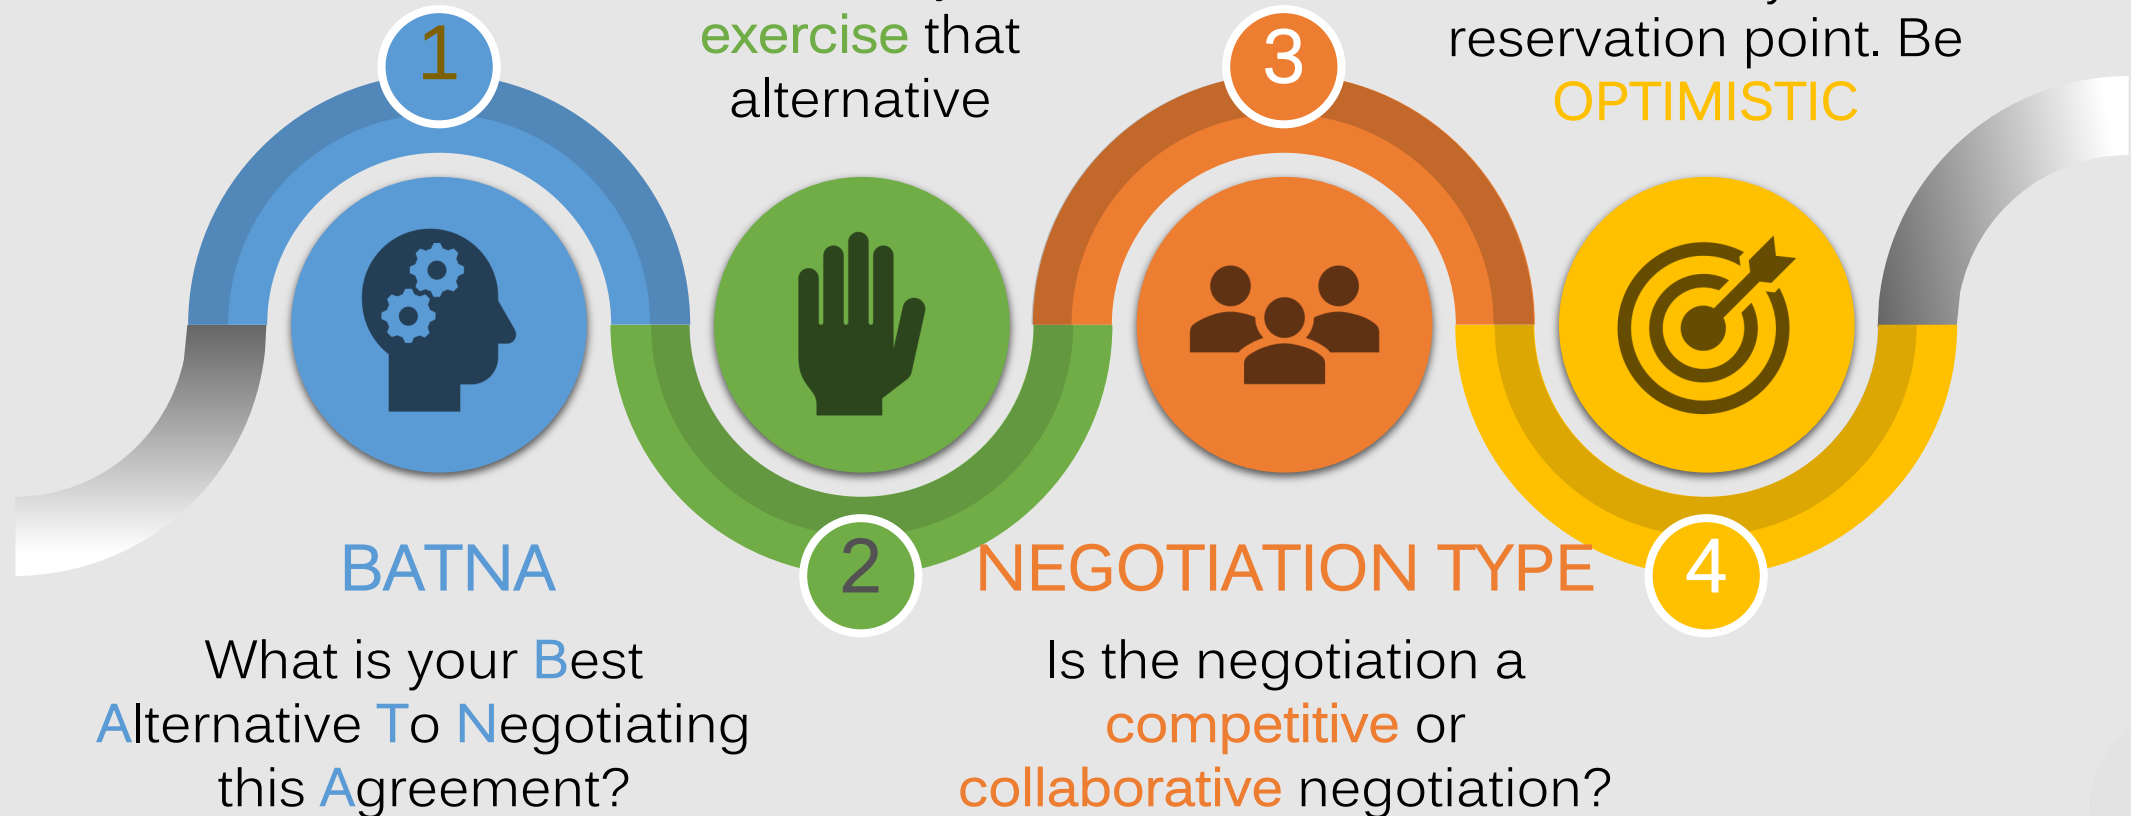 1
exercise that
alternative
3
reservation point. Be
OPTIMISTIC
BATNA
What is your Best
Alternative To Negotiating
this Agreement?
2
NEGOTIATION TYPE
Is the negotiation a
competitive or
collaborative negotiation?
4